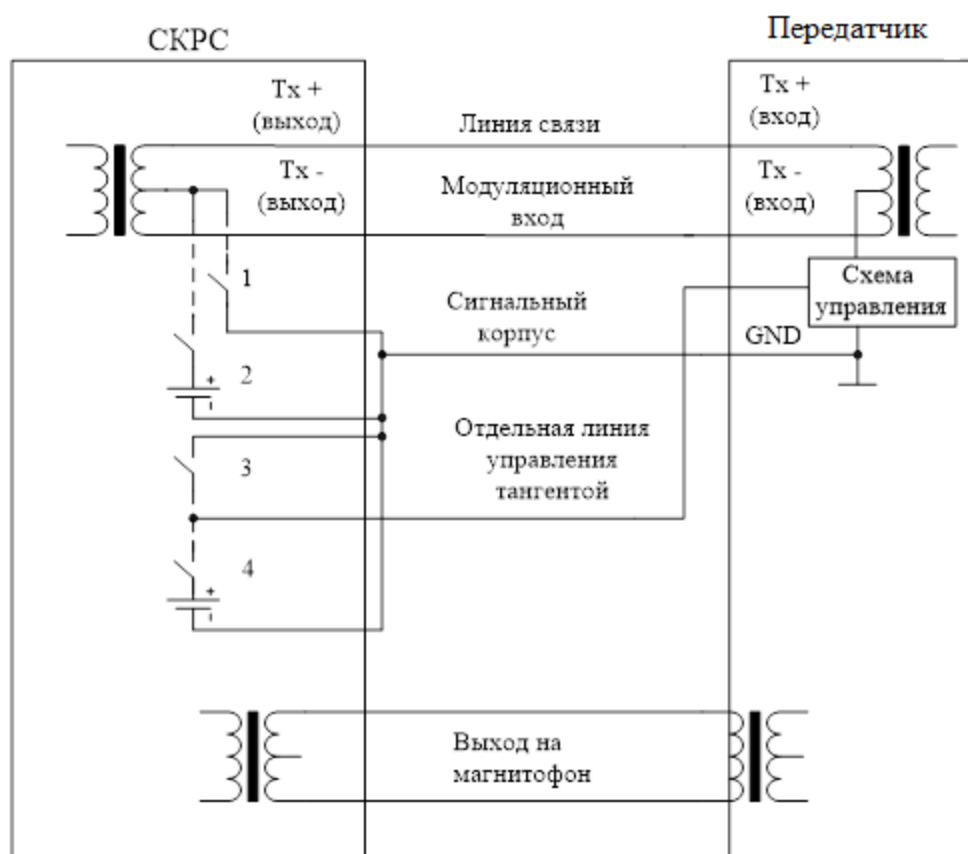 СКРС
Передатчик
Tx +
(выход)
Tx -
(выход)
Линия связи
Модуляционный
вход
Tx +
(вход)
Tx -
(вход)
Схема
управления
1
Сигнальный
корпус
GND
+
2
Отдельная линия
управления
тангентой
3
4
+
Выход на
магнитофон